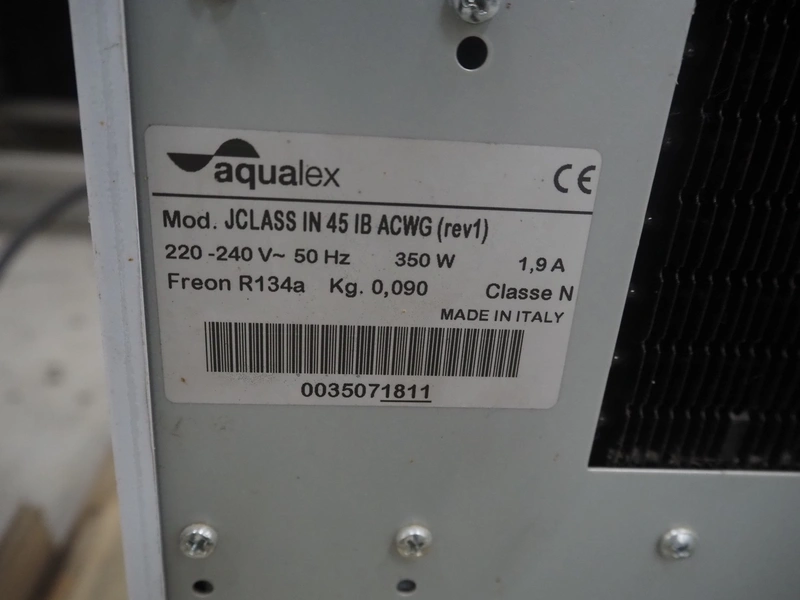 aqualex CE
Mod. JCLASS IN 45 IB ACWG (rev1)
220 -240 V~ 50 Hz 350 W 1,9 A
Freon R134a Kg. 0,090 Classe N
MADE IN ITALY
0035071811